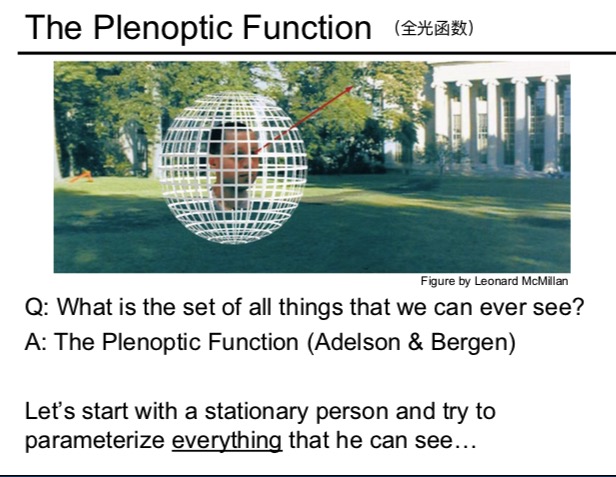 The Plenoptic Function (全光函数)
Figure by Leonard McMillan
Q: What is the set of all things that we can ever see?
A: The Plenoptic Function (Adelson & Bergen)
Let’s start with a stationary person and try to
parameterize everything that he can see…